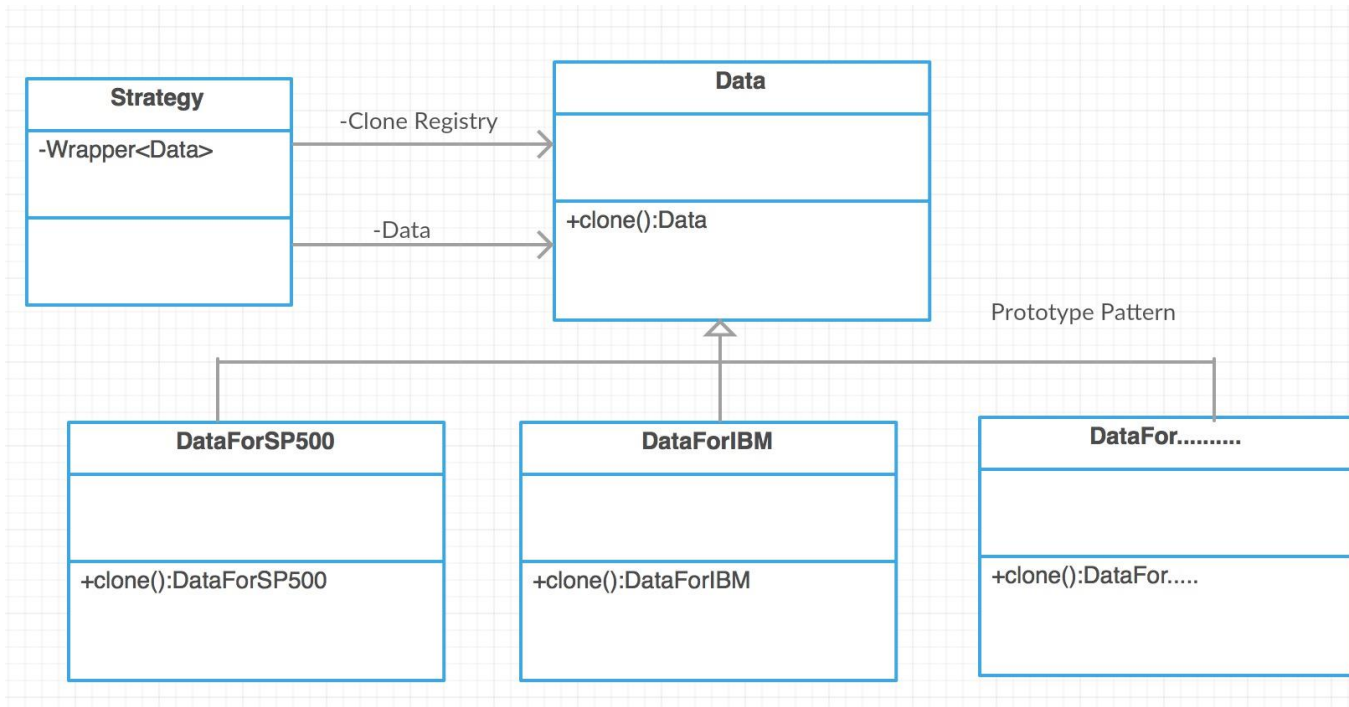 Strategy
-Wrapper<Data>
-Clone Registry
-Data
Data
+clone():Data
Prototype Pattern
DataForSP500
+clone():DataForSP500
DataForIBM
+clone():DataForIBM
DataFor..........
+clone():DataFor.....